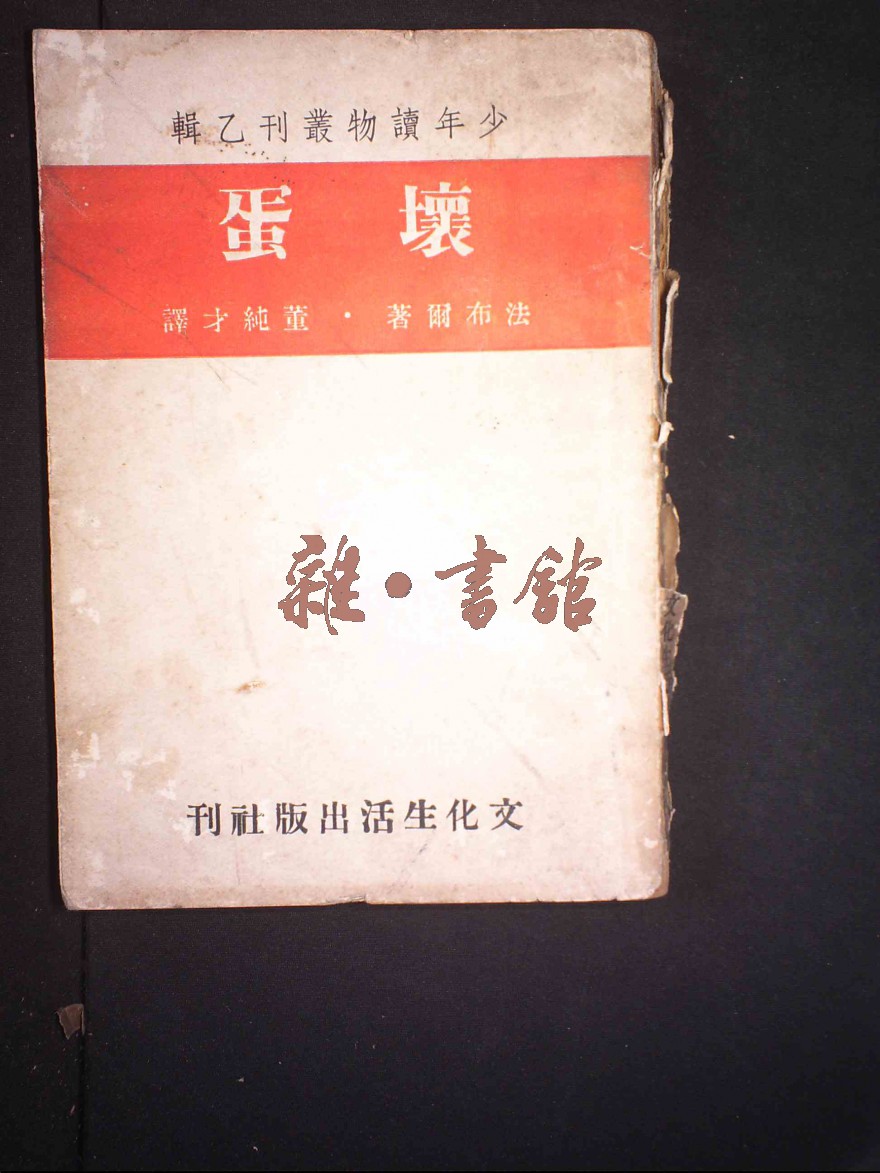 少年讀物叢刊乙輯
壞蛋
法布爾著·董純才譯
雜·書館
文化生活出版社刊